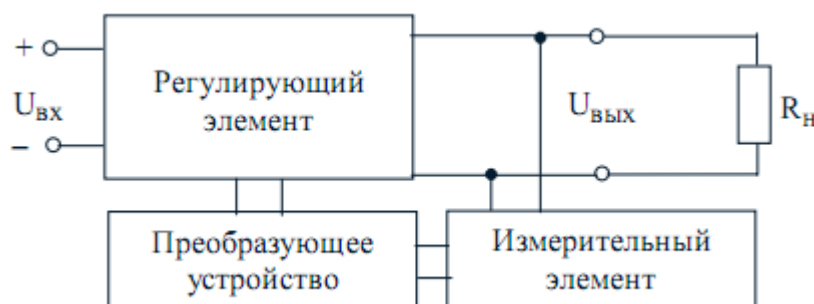 +
Uвх
−
Регулирующий
элемент
Uвых
Rн
Преобразующее
устройство
Измерительный
элемент